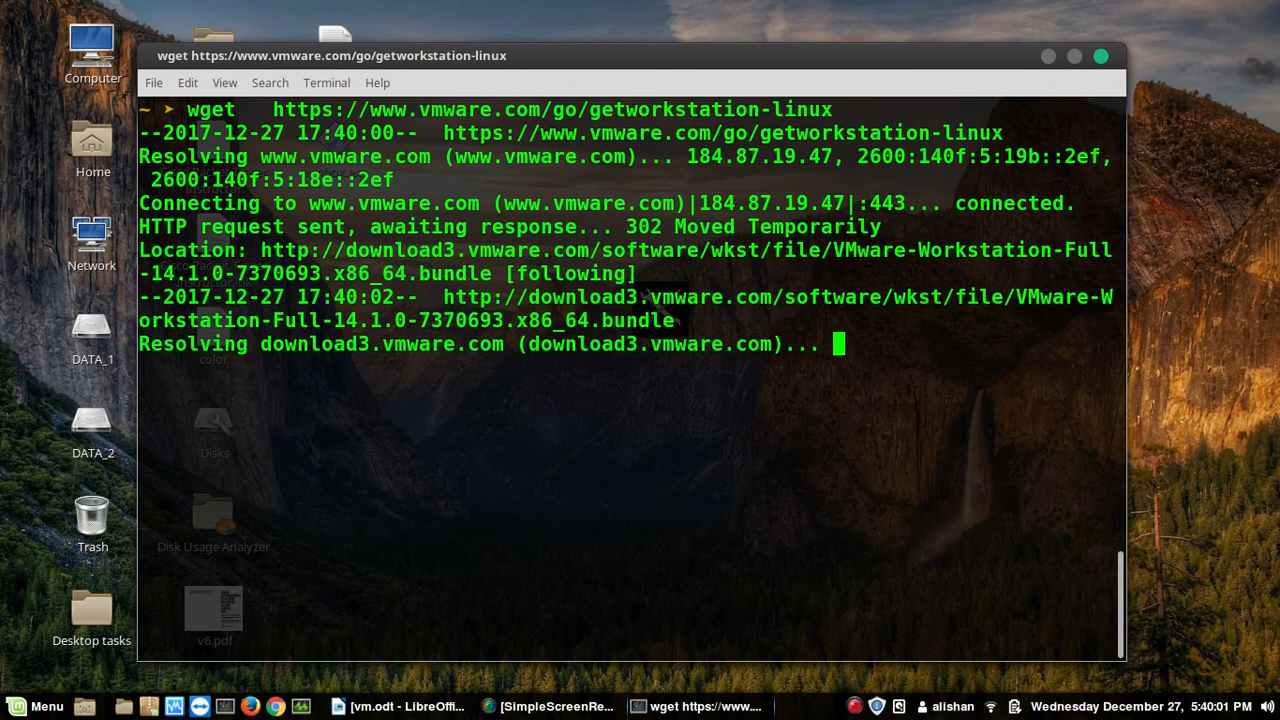 wget https://www.vmware.com/go/getworkstation-linux
File Edit View Search Terminal Help
~ ➤ wget   https://www.vmware.com/go/getworkstation-linux
--2017-12-27 17:40:00--  https://www.vmware.com/go/getworkstation-linux
Resolving www.vmware.com (www.vmware.com)... 184.87.19.47, 2600:140f:5:19b::2ef,
 2600:140f:5:18e::2ef
Connecting to www.vmware.com (www.vmware.com)|184.87.19.47|:443... connected.
HTTP request sent, awaiting response... 302 Moved Temporarily
Location: http://download3.vmware.com/software/wkst/file/VMware-Workstation-Full
-14.1.0-7370693.x86_64.bundle [following]
--2017-12-27 17:40:02--  http://download3.vmware.com/software/wkst/file/VMware-W
orkstation-Full-14.1.0-7370693.x86_64.bundle
Resolving download3.vmware.com (download3.vmware.com)...
Computer
Home
Network
DATA_1
DATA_2
Trash
Desktop tasks
color
Disks
Disk Usage Analyzer
v6.pdf
Menu
[vm.odt - LibreOffi...
[SimpleScreenRe...
wget https://www....
alishan
Wednesday December 27, 5:40:01 PM